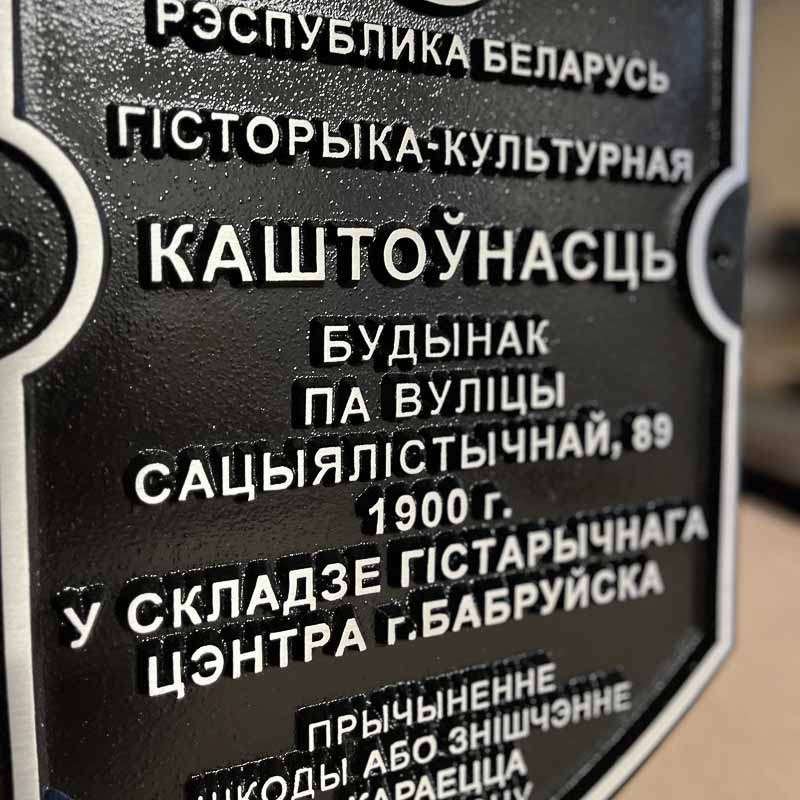 РЭСПУБЛИКА БЕЛАРУСЬ
ГІСТОРЫКА-КУЛЬТУРНАЯ
КАШТОЎНАСЦЬ
БУДЫНАК
ПА ВУЛІЦЫ
САЦЫЯЛІСТЫЧНАЙ, 89
1900 г.
У СКЛАДЗЕ ГІСТАРЫЧНАГА
ЦЭНТРА г.БАБРУЙСКА
ПРЫЧЫНЕННЕ
ШКОДЫ АБО ЗНІШЧЭННЕ
КАРАЕЦЦА